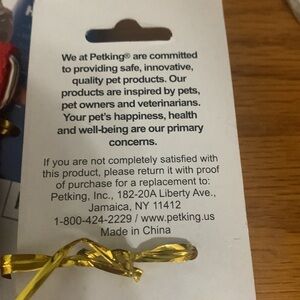 We at Petking® are committed
to providing safe, innovative,
quality pet products. Our
products are inspired by pets,
pet owners and veterinarians.
Your pet's happiness, health
and well-being are our primary
concerns.
If you are not completely satisfied with
this product, please return it with proof
of purchase for a replacement to:
Petking, Inc., 182-20A Liberty Ave.,
Jamaica, NY 11412
1-800-424-2229 / www.petking.us
Made in China